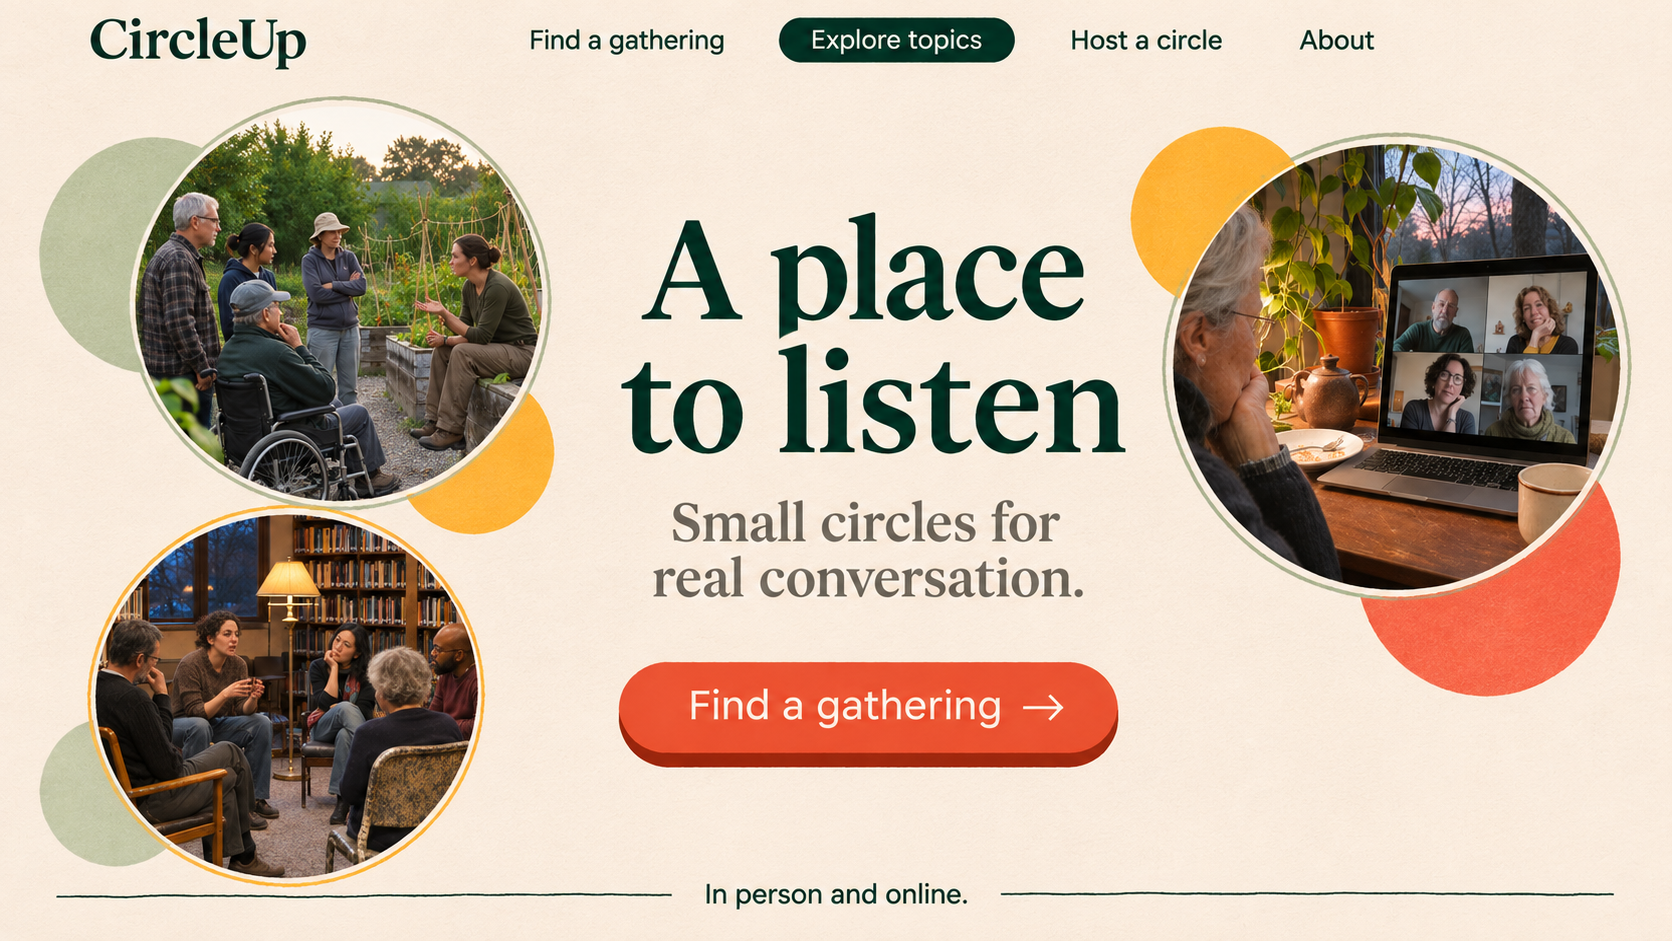 CircleUp
Find a gathering
Explore topics
Host a circle
About
A place
to listen
Small circles for
real conversation.
Find a gathering →
In person and online.